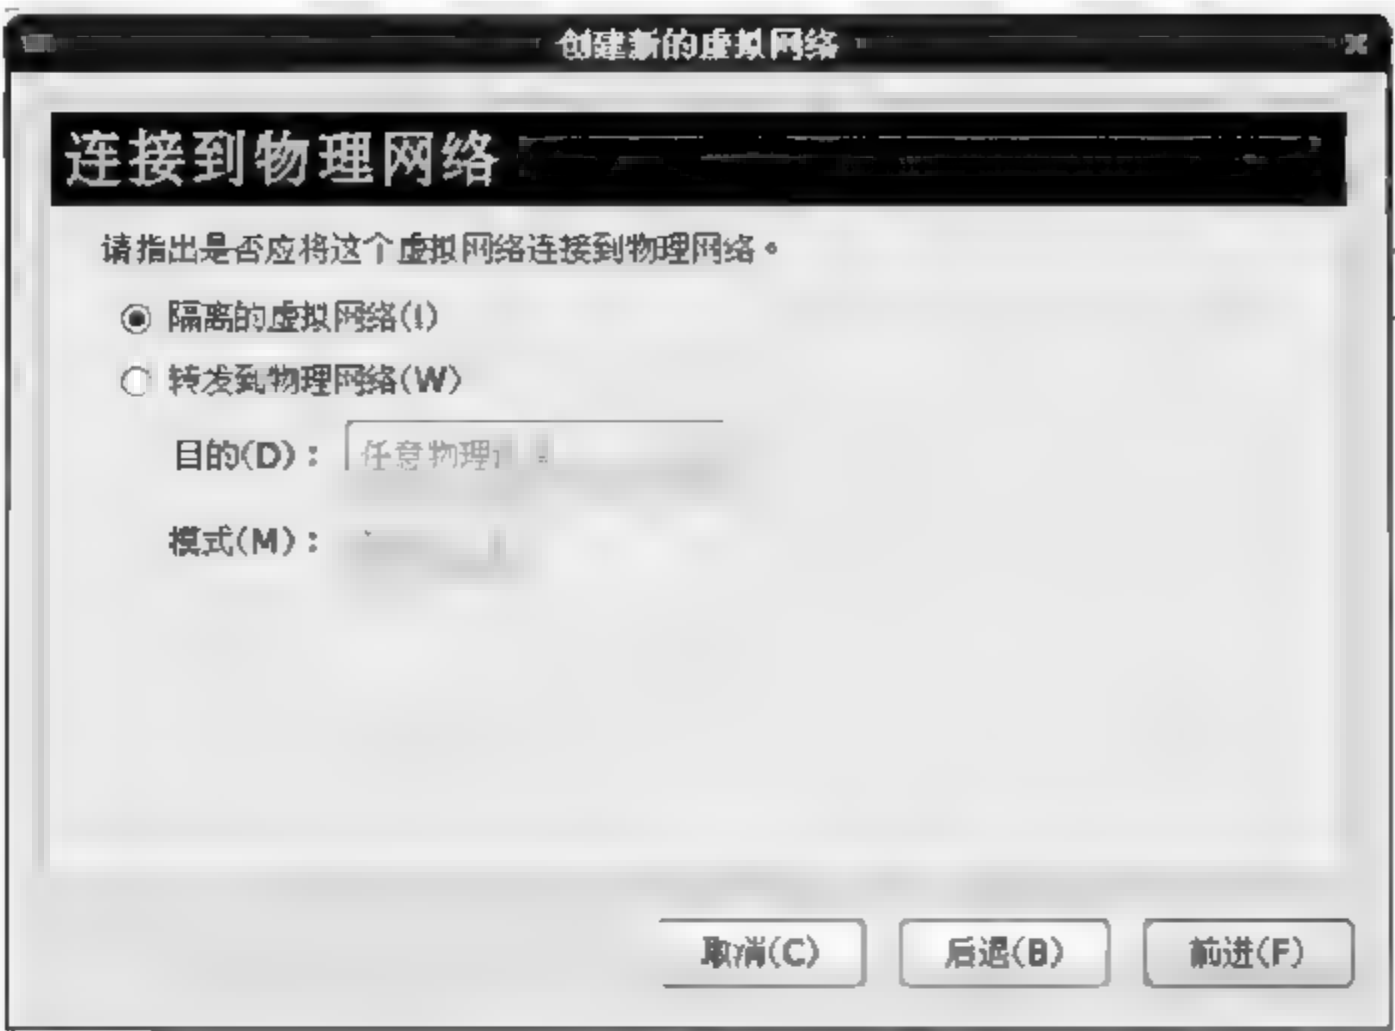 创建新的虚拟网络
连接到物理网络
请指出是否应将这个虚拟网络连接到物理网络。
隔离的虚拟网络(I)
转发到物理网络(W)
目的(D)： 任意物理
模式(M)：
取消(C) 后退(B) 前进(F)